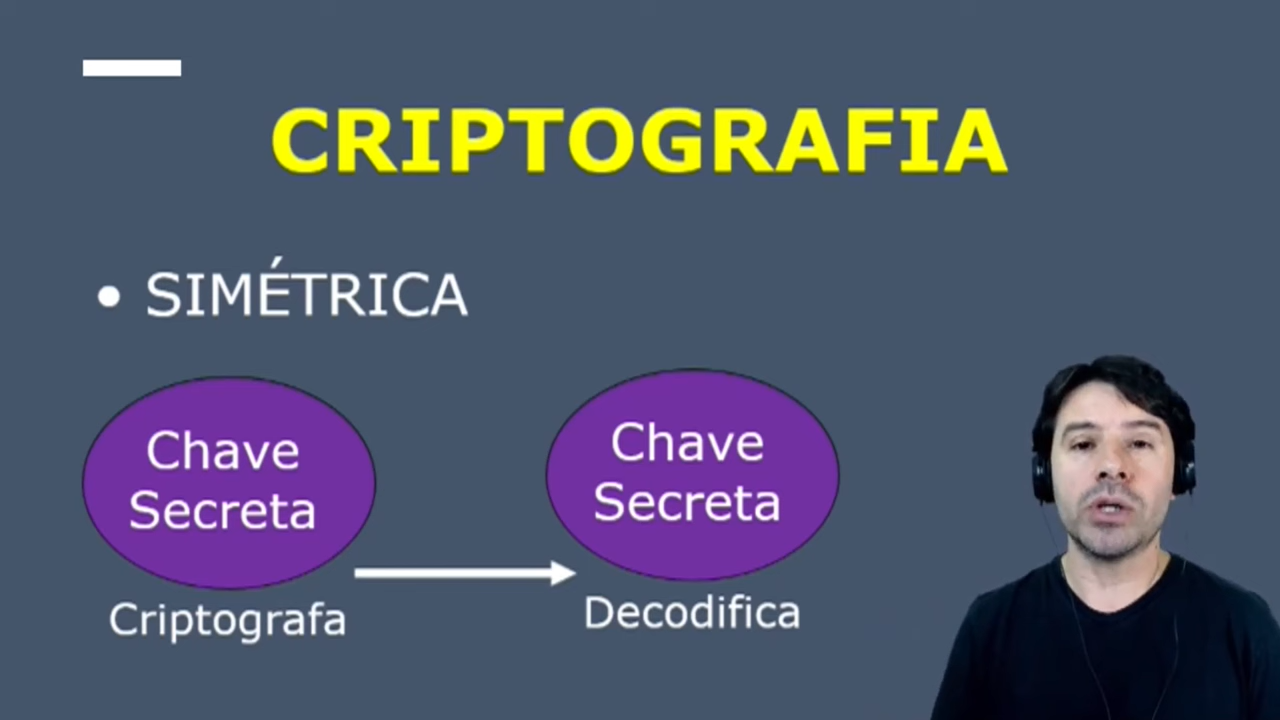 CRIPTOGRAFIA
• SIMÉTRICA
Chave
Secreta
Chave
Secreta
Criptografa
Decodifica